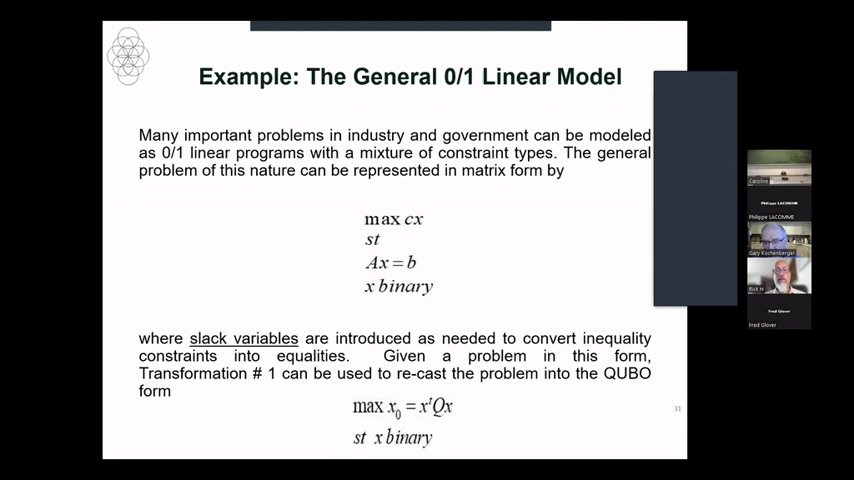 Example: The General 0/1 Linear Model
Many important problems in industry and government can be modeled
as 0/1 linear programs with a mixture of constraint types. The general
problem of this nature can be represented in matrix form by
max cx
st
Ax = b
x binary
where slack variables are introduced as needed to convert inequality
constraints into equalities. Given a problem in this form,
Transformation # 1 can be used to re-cast the problem into the QUBO
form
max x₀ = xᵗQx
st x binary
31
Caroline
Philippe LACOMME
Philippe LACOMME
Gary Kochenberger
Rick H
Fred Glover
Fred Glover